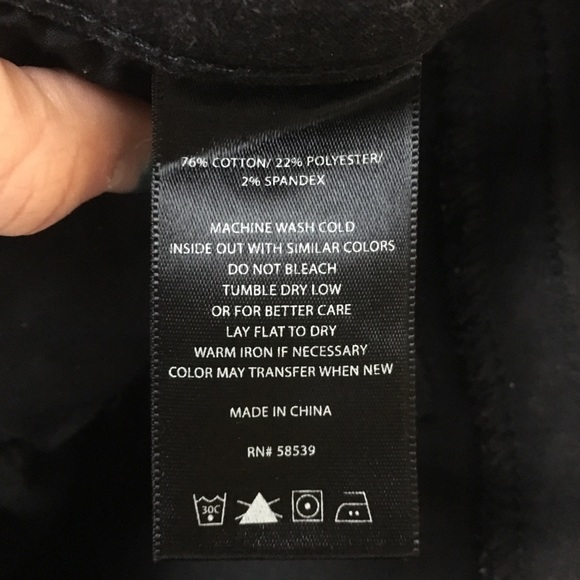 76% COTTON/ 22% POLYESTER/
2% SPANDEX
MACHINE WASH COLD
INSIDE OUT WITH SIMILAR COLORS
DO NOT BLEACH
TUMBLE DRY LOW
OR FOR BETTER CARE
LAY FLAT TO DRY
WARM IRON IF NECESSARY
COLOR MAY TRANSFER WHEN NEW
MADE IN CHINA
RN# 58539
30C